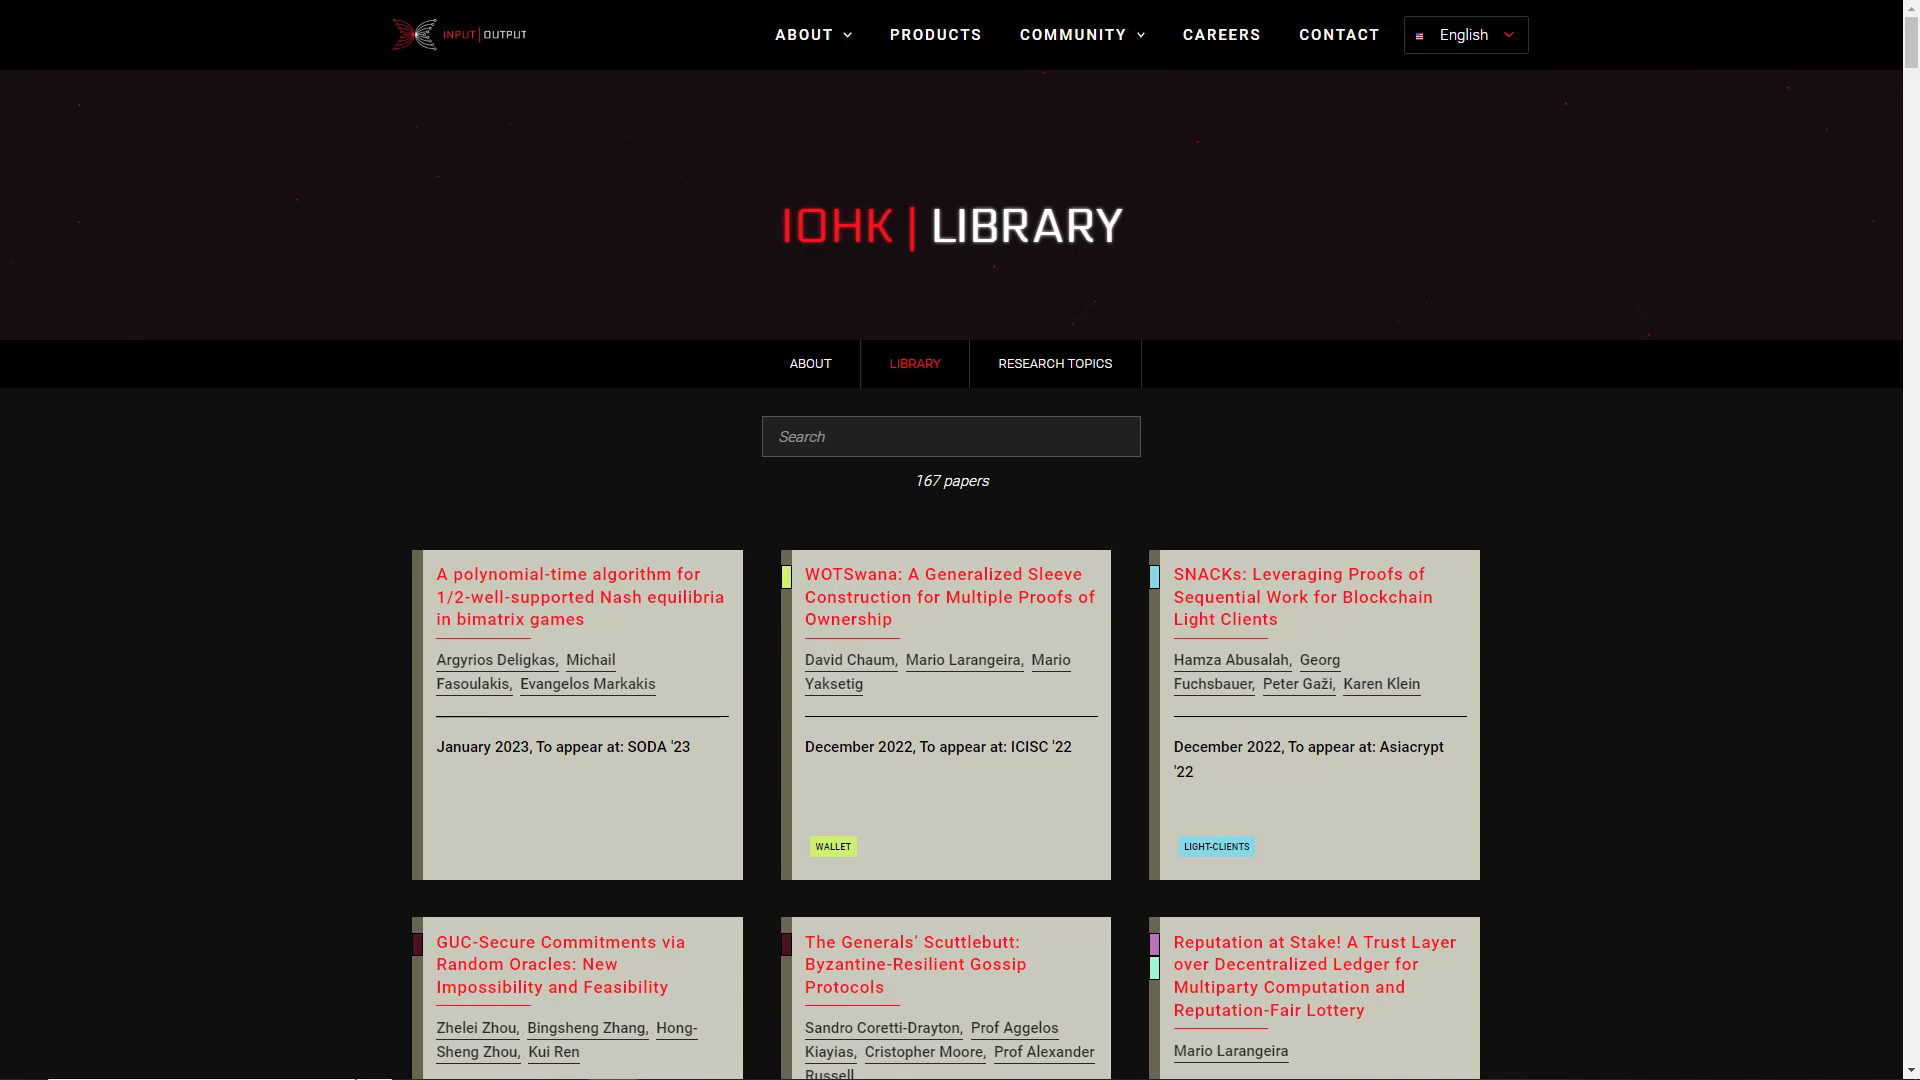 INPUT | OUTPUT
ABOUT
PRODUCTS
COMMUNITY
CAREERS
CONTACT
English
IOHK | LIBRARY
ABOUT
LIBRARY
RESEARCH TOPICS
Search
167 papers
A polynomial-time algorithm for
1/2-well-supported Nash equilibria
in bimatrix games
Argyrios Deligkas, Michail
Fasoulakis, Evangelos Markakis
January 2023, To appear at: SODA '23
WOTSwana: A Generalized Sleeve
Construction for Multiple Proofs of
Ownership
David Chaum, Mario Larangeira, Mario
Yaksetig
December 2022, To appear at: ICISC '22
WALLET
SNACKs: Leveraging Proofs of
Sequential Work for Blockchain
Light Clients
Hamza Abusalah, Georg
Fuchsbauer, Peter Gaži, Karen Klein
December 2022, To appear at: Asiacrypt
'22
LIGHT-CLIENTS
GUC-Secure Commitments via
Random Oracles: New
Impossibility and Feasibility
Zhelei Zhou, Bingsheng Zhang, Hong-
Sheng Zhou, Kui Ren
The Generals’ Scuttlebutt:
Byzantine-Resilient Gossip
Protocols
Sandro Coretti-Drayton, Prof Aggelos
Kiayias, Cristopher Moore, Prof Alexander
Russell
Reputation at Stake! A Trust Layer
over Decentralized Ledger for
Multiparty Computation and
Reputation-Fair Lottery
Mario Larangeira